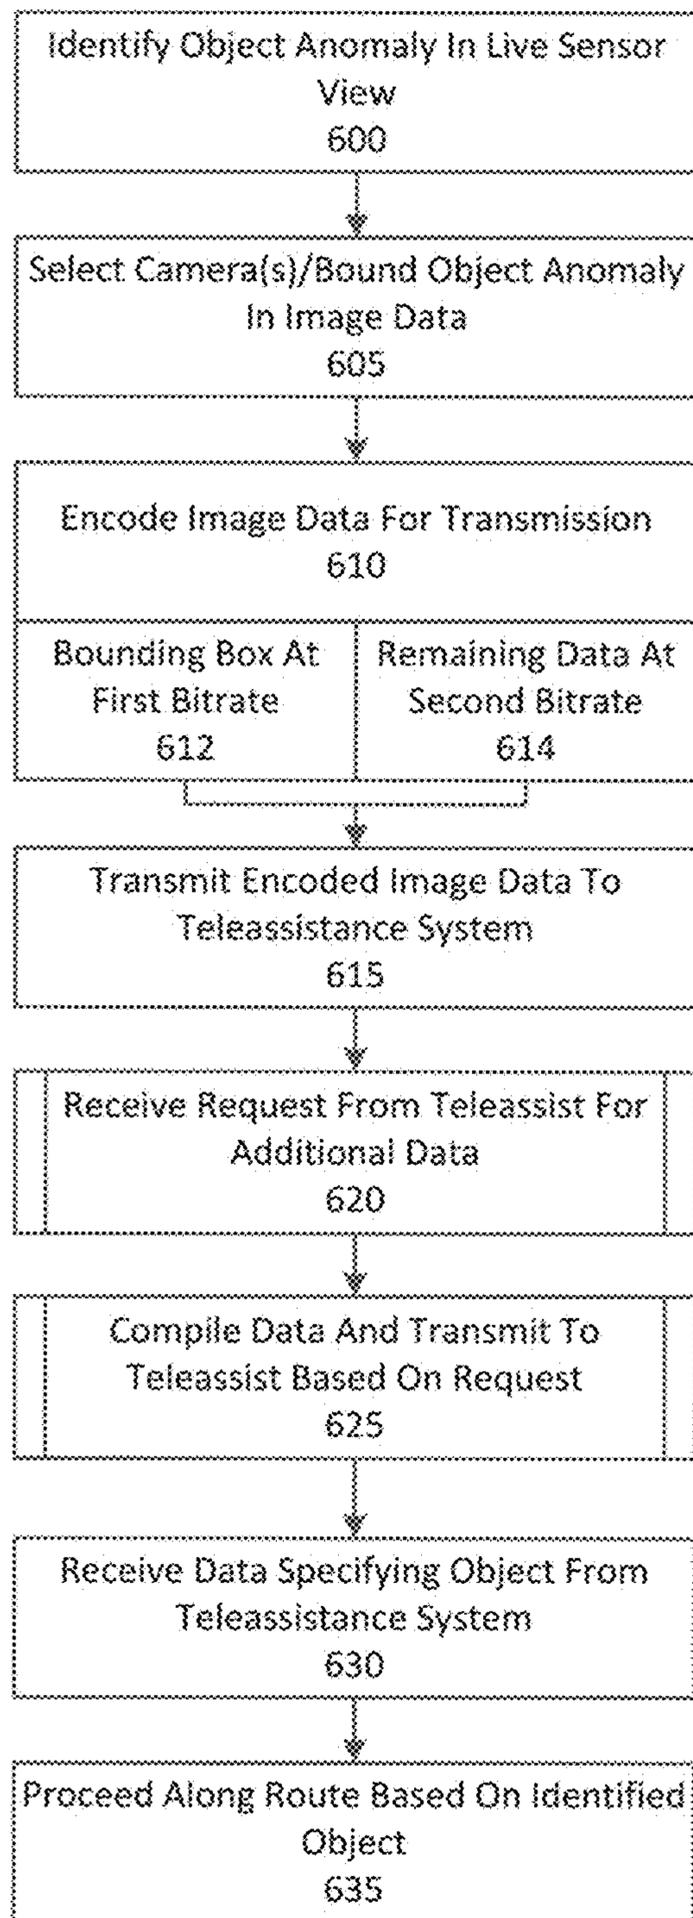 Identify Object Anomaly In Live Sensor
View
600
Select Camera(s)/Bound Object Anomaly
In Image Data
605
Encode Image Data For Transmission
610
Bounding Box At
First Bitrate
612
Remaining Data At
Second Bitrate
614
Transmit Encoded Image Data To
Teleassistance System
615
Receive Request From Teleassist For
Additional Data
620
Compile Data And Transmit To
Teleassist Based On Request
625
Receive Data Specifying Object From
Teleassistance System
630
Proceed Along Route Based On Identified
Object
635